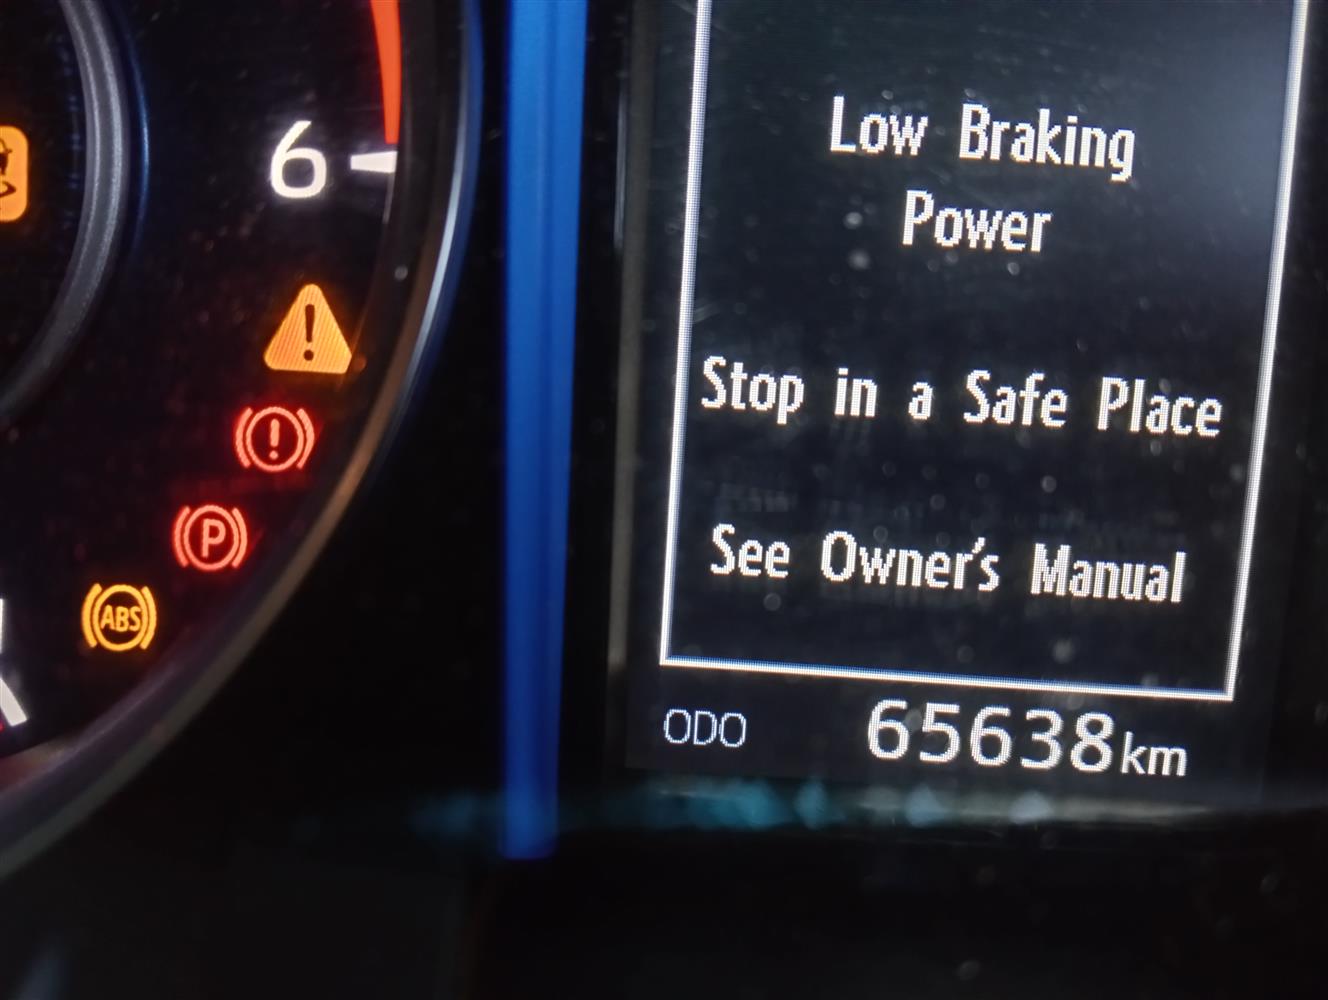 6
Low Braking
Power
Stop in a Safe Place
See Owner's Manual
!
!
P
ABS
ODO 65638km